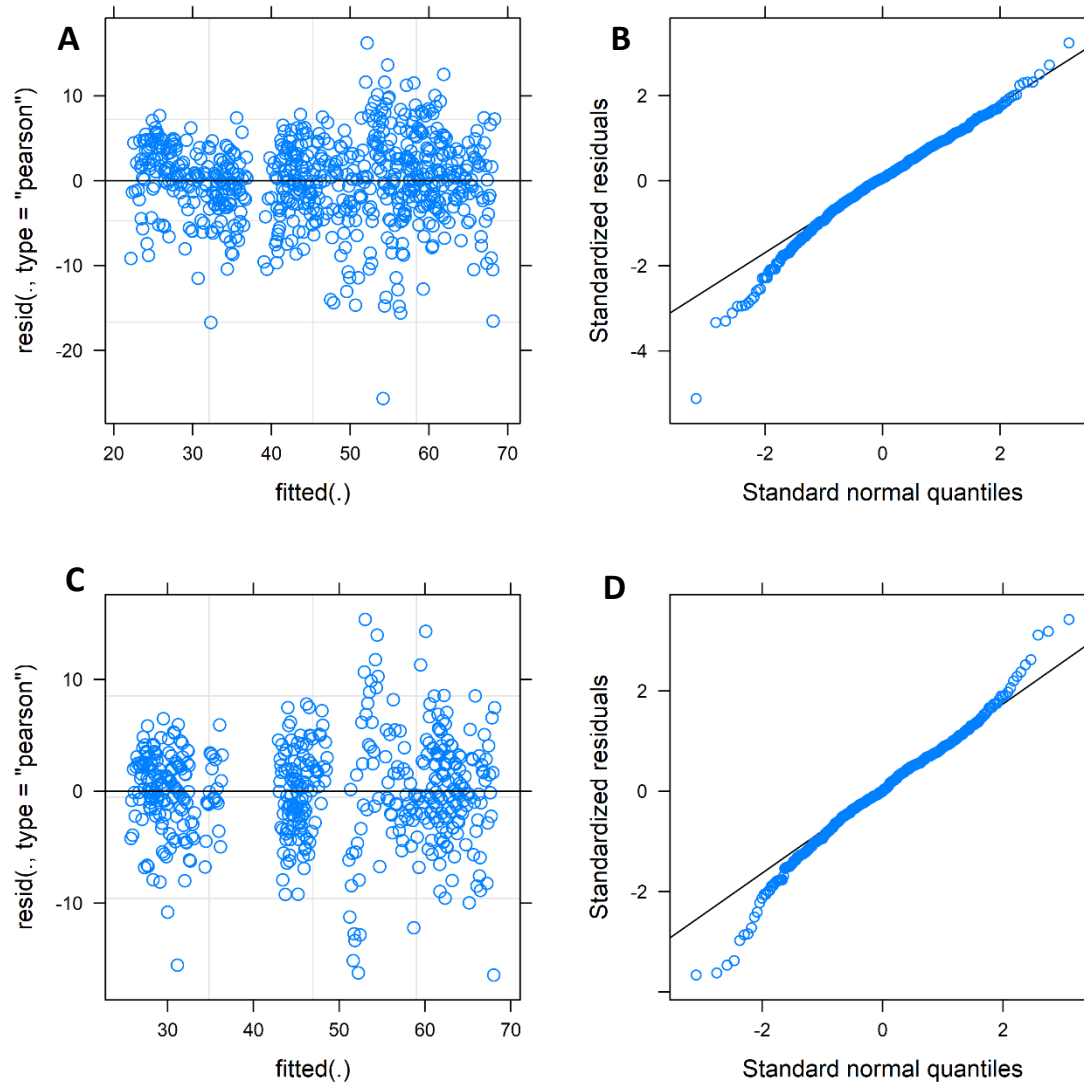 A
resid(., type = "pearson")
10
0
-10
-20
20
30
40
50
60
70
fitted(.)
B
Standardized residuals
2
0
-2
-4
-2
0
2
Standard normal quantiles
C
resid(., type = "pearson")
10
0
-10
30
40
50
60
70
fitted(.)
D
Standardized residuals
2
0
-2
-2
0
2
Standard normal quantiles